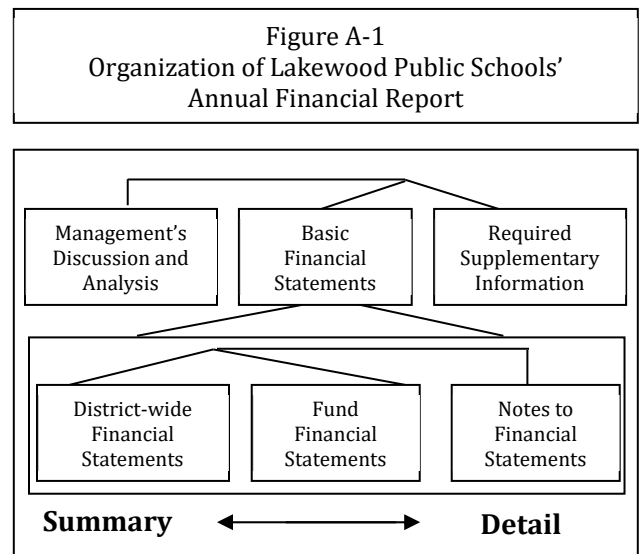 Figure A-1
Organization of Lakewood Public Schools’
Annual Financial Report
Management’s
Discussion and
Analysis
Basic
Financial
Statements
Required
Supplementary
Information
District-wide
Financial
Statements
Fund
Financial
Statements
Notes to
Financial
Statements
Summary
Detail